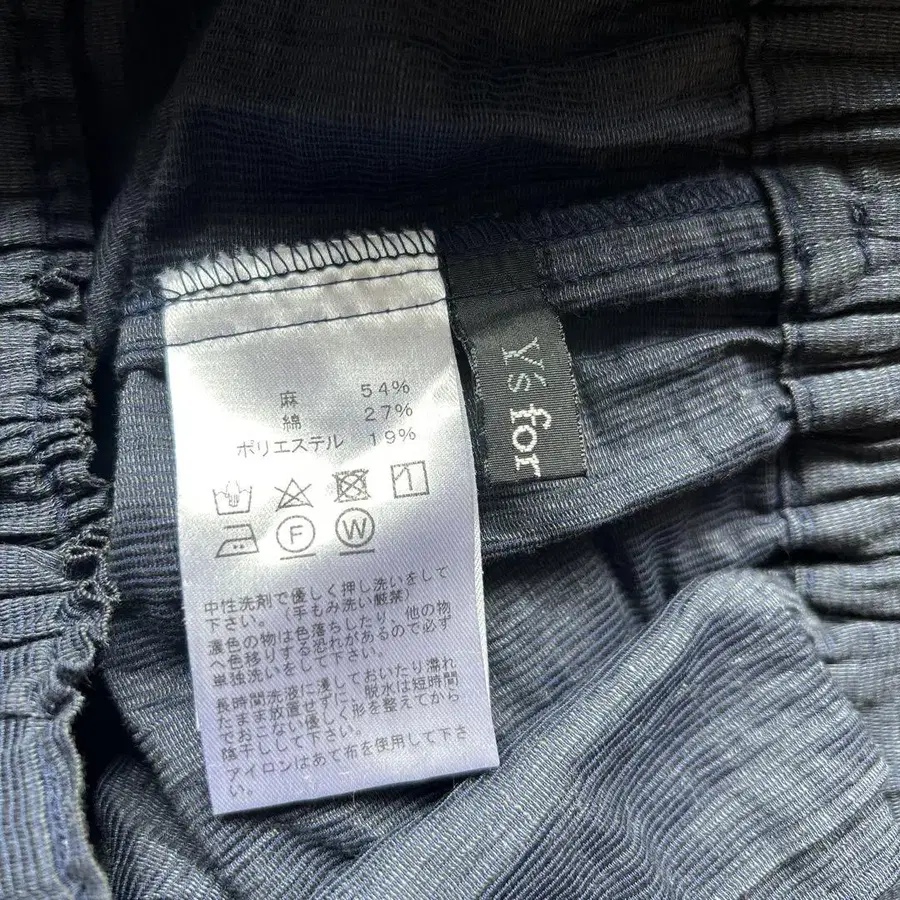 麻 54%
綿 27%
ポリエステル 19%
F W
中性洗剤で優しく押し洗いをして
下さい。(手もみ洗い厳禁)
濃色の物は色落ちしたり、他の物
へ色移りする恐れがあるので必ず
単独洗いをして下さい。
長時間洗液に浸しておいたり濡れ
たまま放置せずに、脱水は短時間
でおこない優しく形を整えてから
陰干しして下さい。
アイロンはあて布を使用して下さ
い。
Y's for